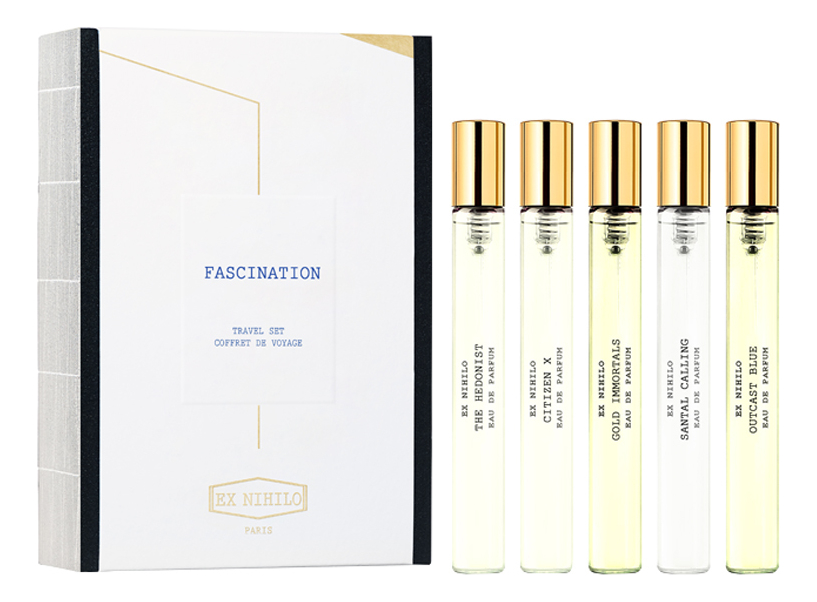 FASCINATION
TRAVEL SET
COFFRET DE VOYAGE
EX NIHILO
PARIS
EX NIHILO
THE HEDONIST
EAU DE PARFUM
EX NIHILO
CITIZEN X
EAU DE PARFUM
EX NIHILO
GOLD IMMORTALS
EAU DE PARFUM
EX NIHILO
SANTAL CALLING
EAU DE PARFUM
EX NIHILO
OUTCAST BLUE
EAU DE PARFUM